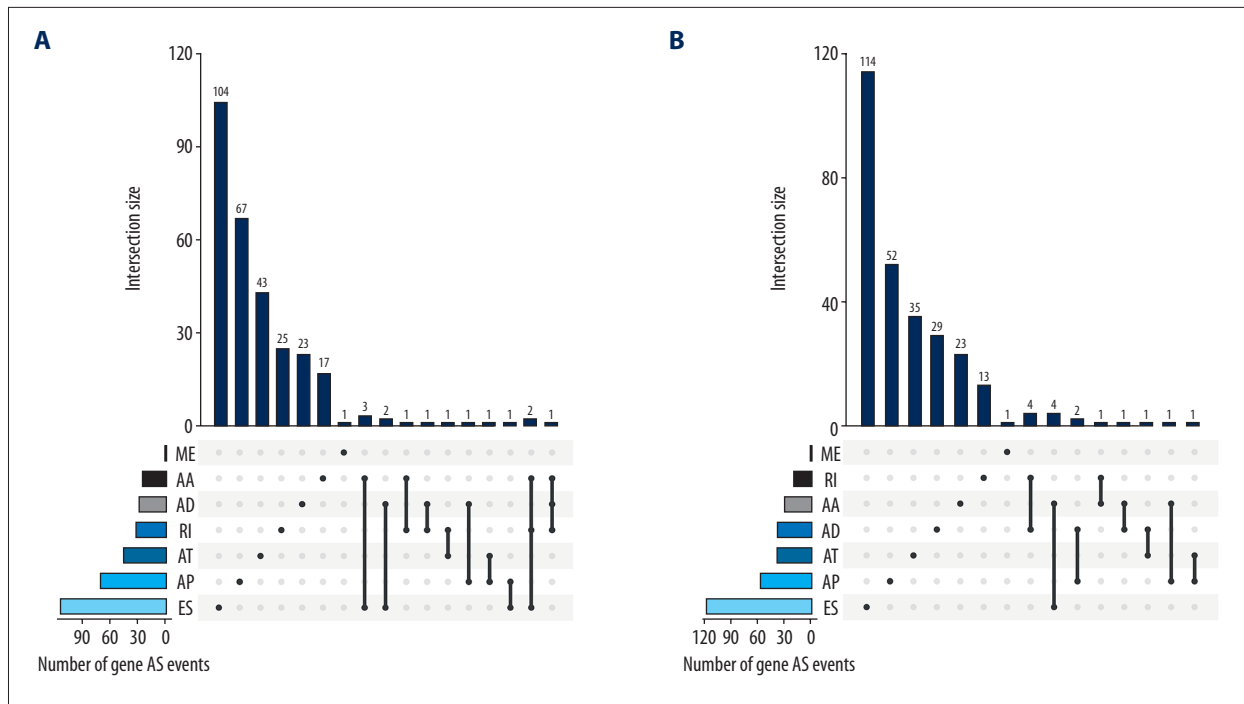 A
120
90
60
30
0
Intersection size
104
67
43
25
23
17
1
3
2
1
1
1
1
1
1
2
1
ME
AA
AD
RI
AT
AP
ES
90 60 30 0
Number of gene AS events
B
120
80
40
0
Intersection size
114
52
35
29
23
13
1
4
4
2
1
1
1
1
1
ME
RI
AA
AD
AT
AP
ES
120 90 60 30 0
Number of gene AS events